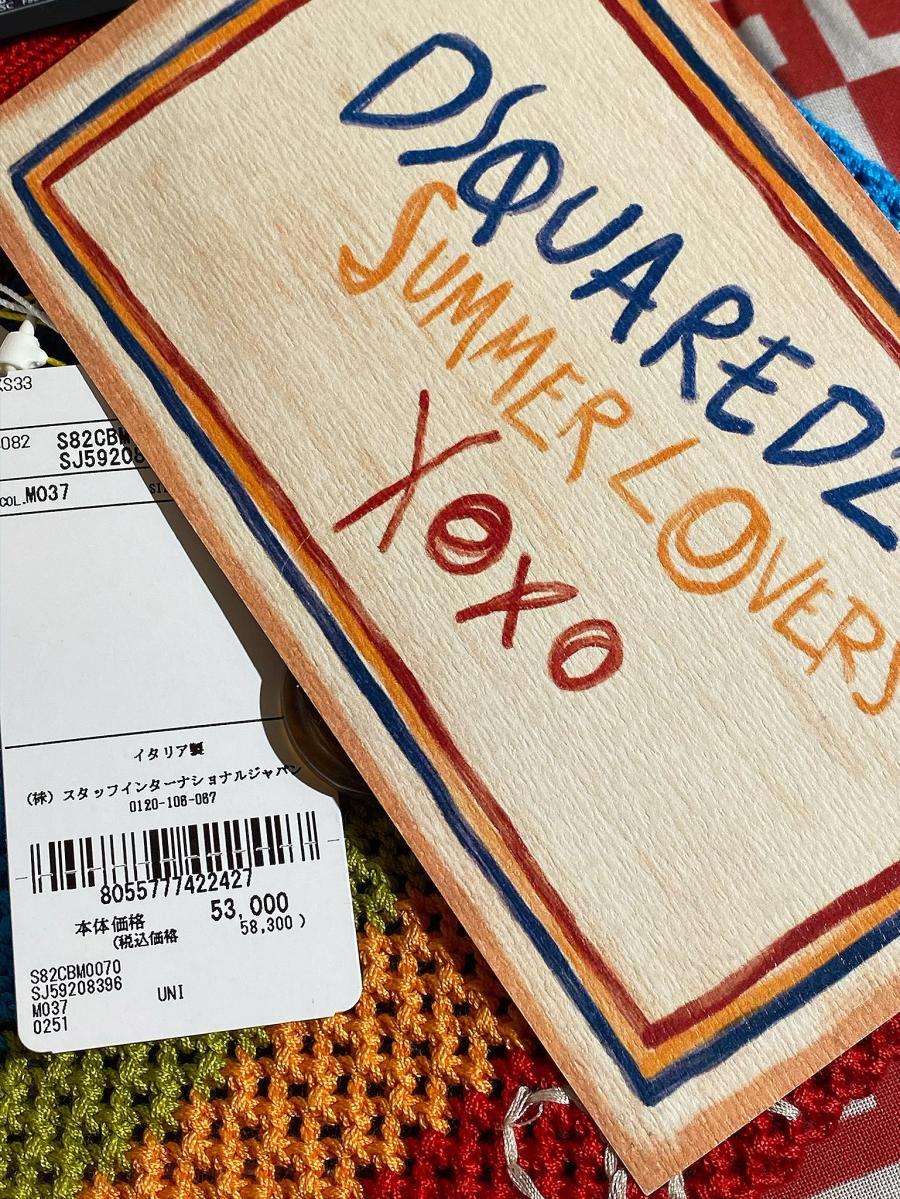 DSQUARED2
SUMMER LOVERS
XOXO
S33
082 S82CBM
SJ59208
COL.M037
イタリア製
(株) スタッフインターナショナルジャパン
0120-106-067
8055777422427
本体価格 53,000
(税込価格 58,300 )
S82CBM0070
SJ59208396
M037 UNI
0251